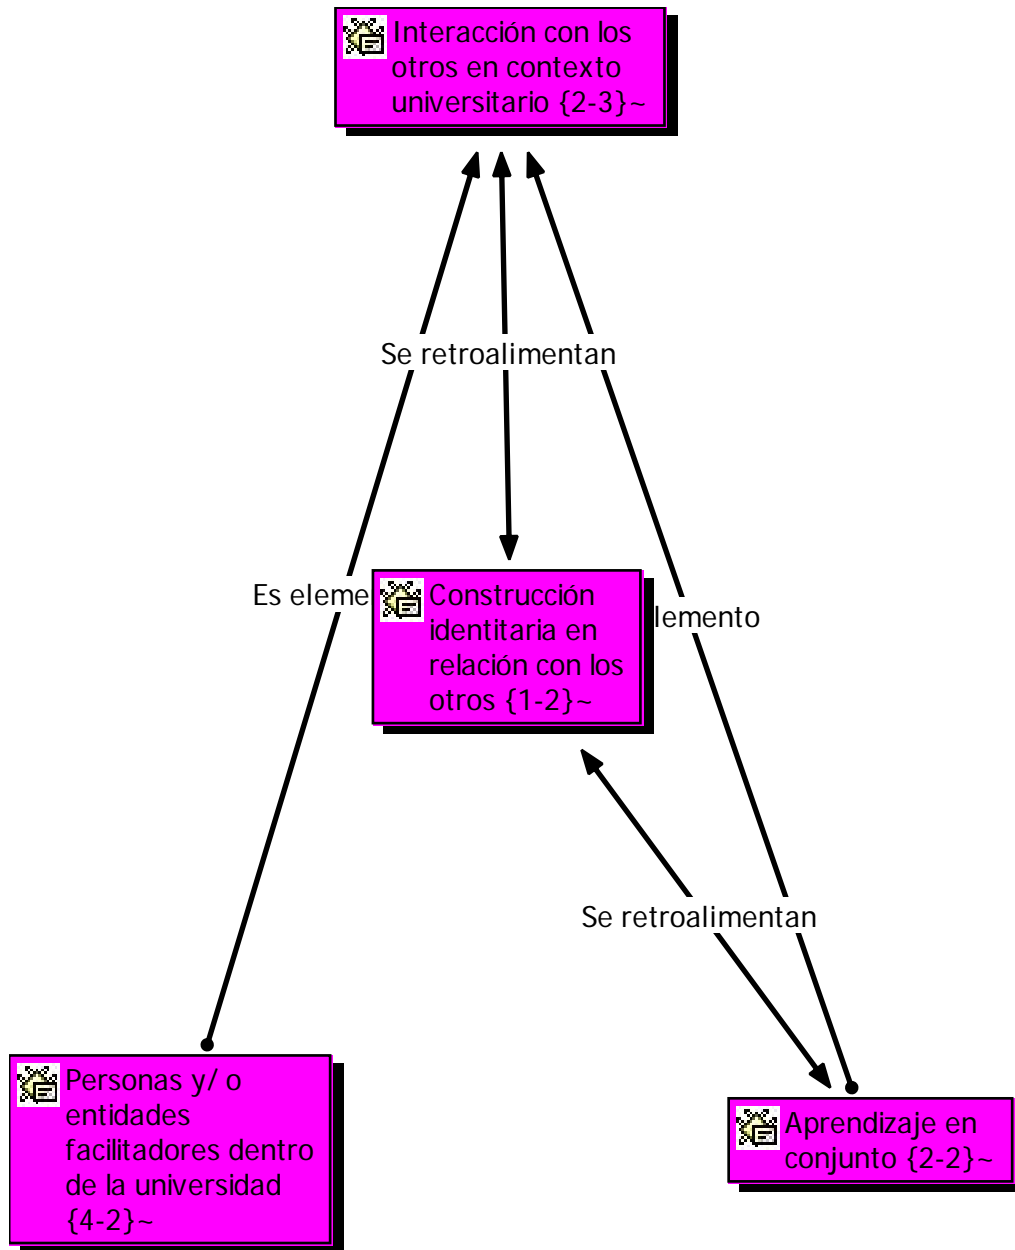 Interacción con los
otros en contexto
universitario {2-3}~
Se retroalimentan
Es eleme
Construcción
identitaria en
relación con los
otros {1-2}~
lemento
Se retroalimentan
Personas y/ o
entidades
facilitadores dentro
de la universidad
{4-2}~
Aprendizaje en
conjunto {2-2}~